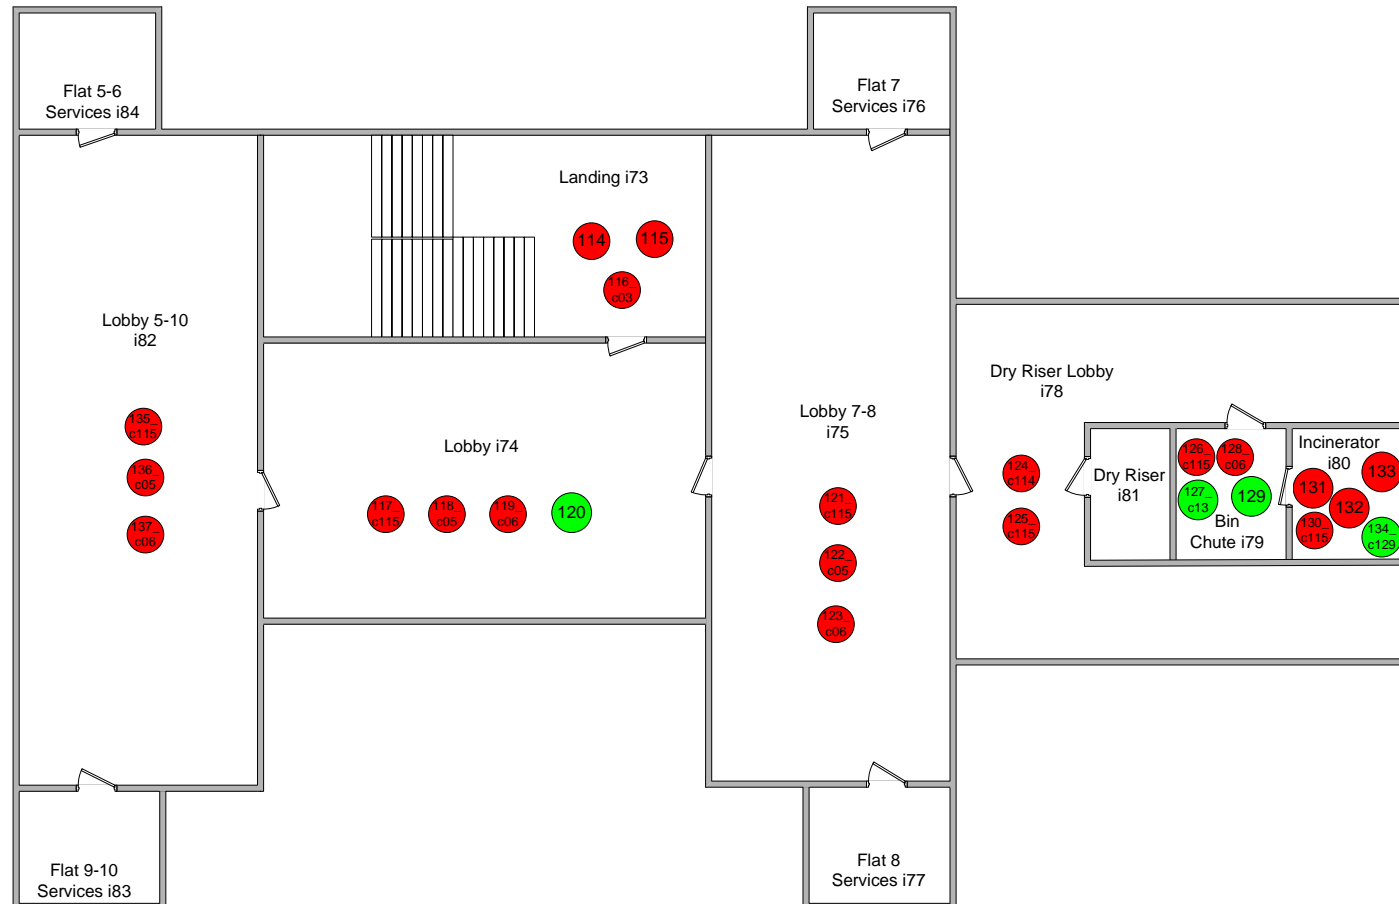 Flat 5-6
Services i84
Flat 7
Services i76
Landing i73
114
115
116_
c03
Lobby 5-10
i82
Dry Riser Lobby
i78
Lobby 7-8
i75
Lobby i74
135_
c115
136_
c05
137_
c06
117_
c115
118_
c05
119_
c06
120
121_
c115
122_
c05
123_
c06
124_
c114
125_
c115
Dry Riser
i81
126_
c115
128_
c06
127_
c13
129
Bin
Chute i79
Incinerator
i80
133
131
132
130_
c115
134_
c129
Flat 9-10
Services i83
Flat 8
Services i77